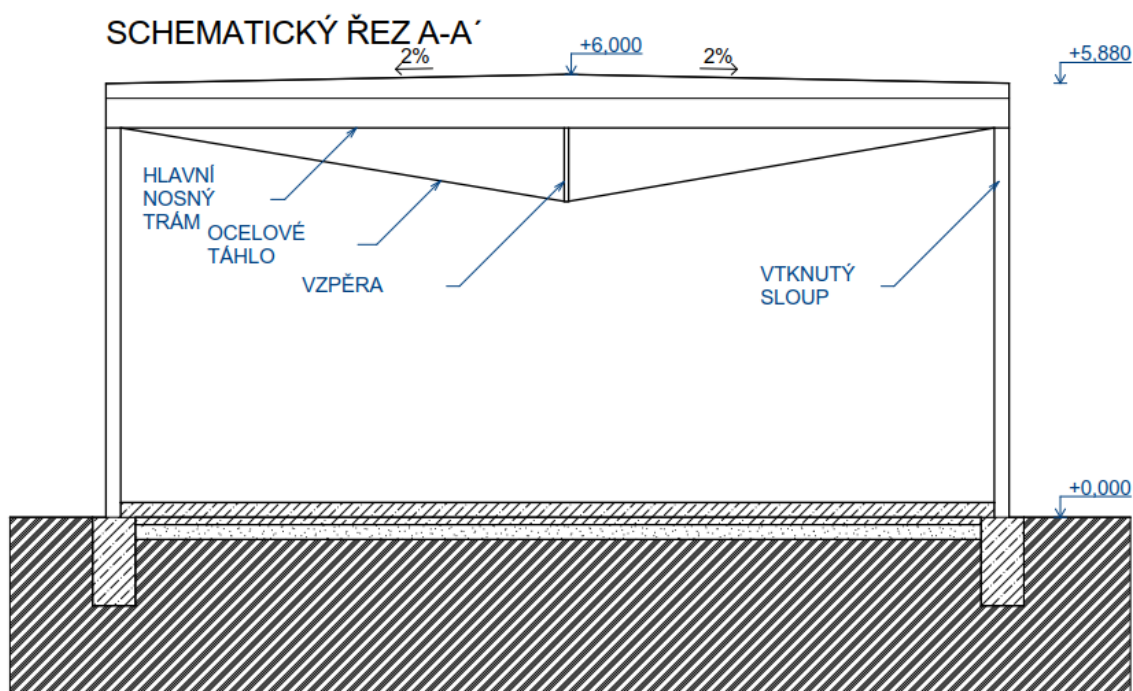 SCHEMATICKÝ ŘEZ A-A´
2%
+6,000
2%
+5,880
HLAVNÍ
NOSNÝ
TRÁM
OCELOVÉ
TÁHLO
VZPĚRA
VTKNUTÝ
SLOUP
+0,000